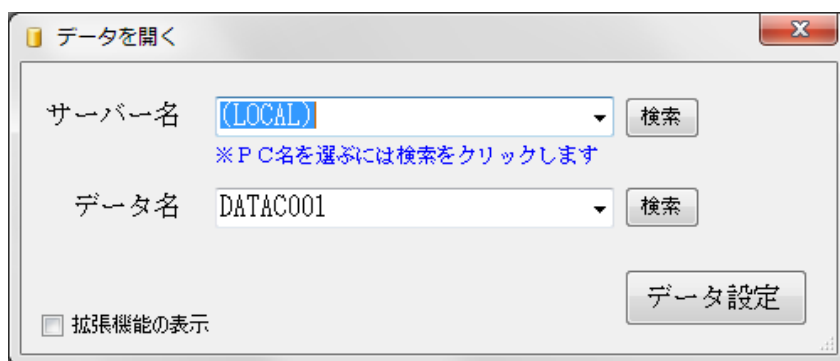 データを開く
サーバー名 (LOCAL) 検索
※ＰＣ名を選ぶには検索をクリックします
データ名 DATAC001 検索
データ設定
拡張機能の表示